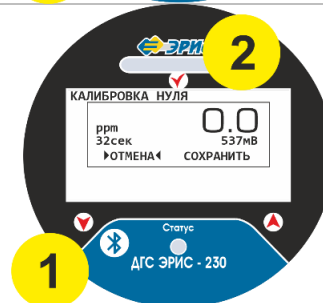 ЭРИС
2
КАЛИБРОВКА НУЛЯ
ppm 0.0
32сек 537мВ
ОТМЕНА СОХРАНИТЬ
Статус
1
ДГС ЭРИС - 230